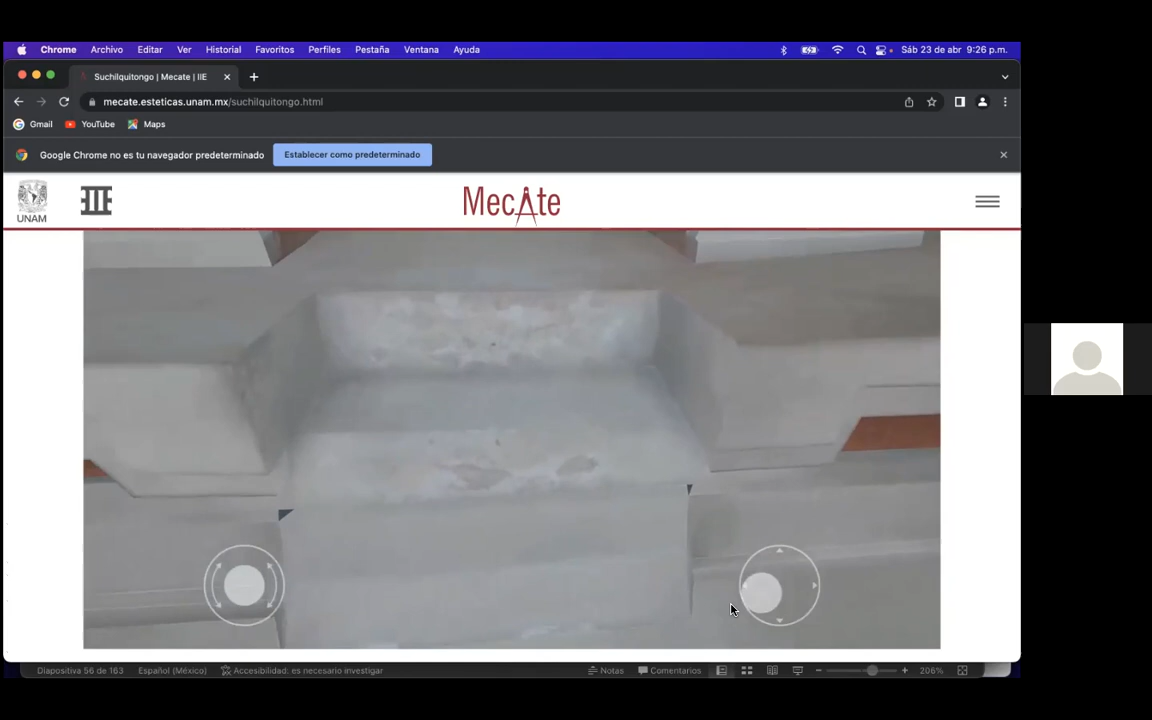 Chrome Archivo Editar Ver Historial Favoritos Perfiles Pestaña Ventana Ayuda Sáb 23 de abr 9:26 p.m.
Suchilquitongo | Mecate | IIE
mecate.esteticas.unam.mx/suchilquitongo.html
Gmail YouTube Maps
Google Chrome no es tu navegador predeterminado Establecer como predeterminado
UNAM MecAte
Diapositiva 56 de 163 Español (México) Accesibilidad: es necesario investigar Notas Comentarios 206%